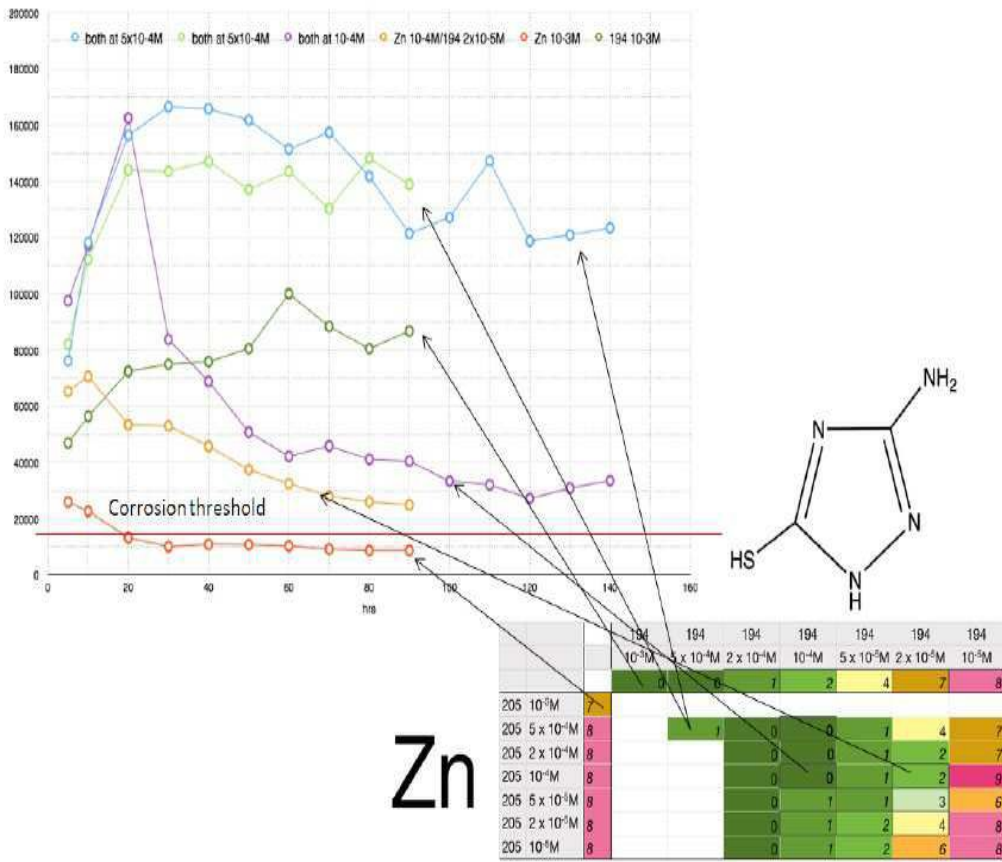 200000
both at 5x10-4M both at 5x10-4M both at 10-4M Zn 10-4M/194 2x10-5M Zn 10-3M 194 10-3M
180000
160000
140000
120000
100000
80000
60000
40000
Corrosion threshold
20000
0
0 20 40 60 80 100 120 140 160
hrs
NH₂
N
N
HS
N
H
Zn
194 194 194 194 194 194 194
10⁻³M 5 x 10⁻⁴M 2 x 10⁻⁴M 10⁻⁴M 5 x 10⁻⁵M 2 x 10⁻⁵M 10⁻⁵M
0 0 1 2 4 7 8
205 10⁻³M 7
205 5 x 10⁻⁴M 8 1 0 0 1 4 7
205 2 x 10⁻⁴M 8 0 0 1 2 7
205 10⁻⁴M 8 0 0 1 2 9
205 5 x 10⁻⁵M 8 0 1 1 3 6
205 2 x 10⁻⁵M 8 0 1 2 4 8
205 10⁻⁵M 8 0 1 2 6 8